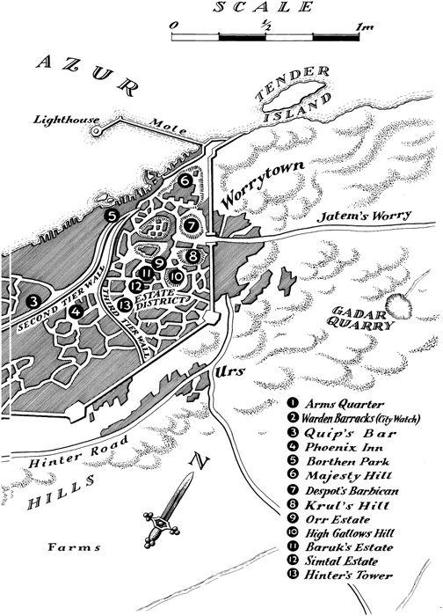 SCALE
0 ½ 1m
AZUR
TENDER
ISLAND
Lighthouse
Mole
Worrytown
6
Jatem's Worry
5
7
9
8
11
10
12
3
SECOND TIER WALL
4
13
ESTATE
DISTRICT
THIRD TIER WALL
GADAR
QUARRY
urs
Hinter Road
HILLS
N
Farms
1 Arms Quarter
2 Warden Barracks (City Watch)
3 Quip's Bar
4 Phoenix Inn
5 Borthen Park
6 Majesty Hill
7 Despot's Barbican
8 Krul's Hill
9 Orr Estate
10 High Gallows Hill
11 Baruk's Estate
12 Simtal Estate
13 Hinter's Tower